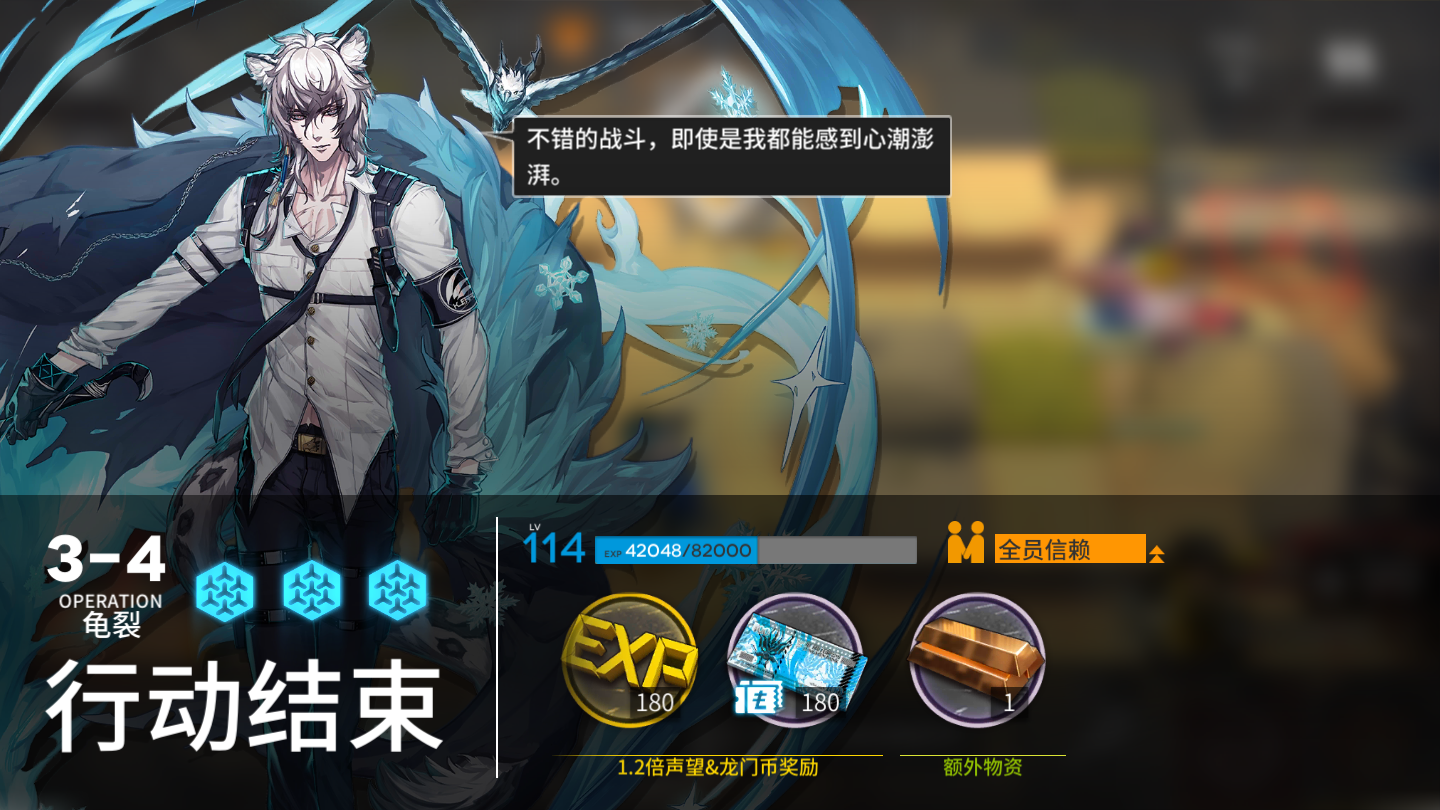 不错的战斗，即使是我都能感到心潮澎
湃。
3-4
OPERATION
龟裂
行动结束
LV
114
EXP 42048/82000
全员信赖
EXP
180
180
1
1.2倍声望&龙门币奖励
额外物资